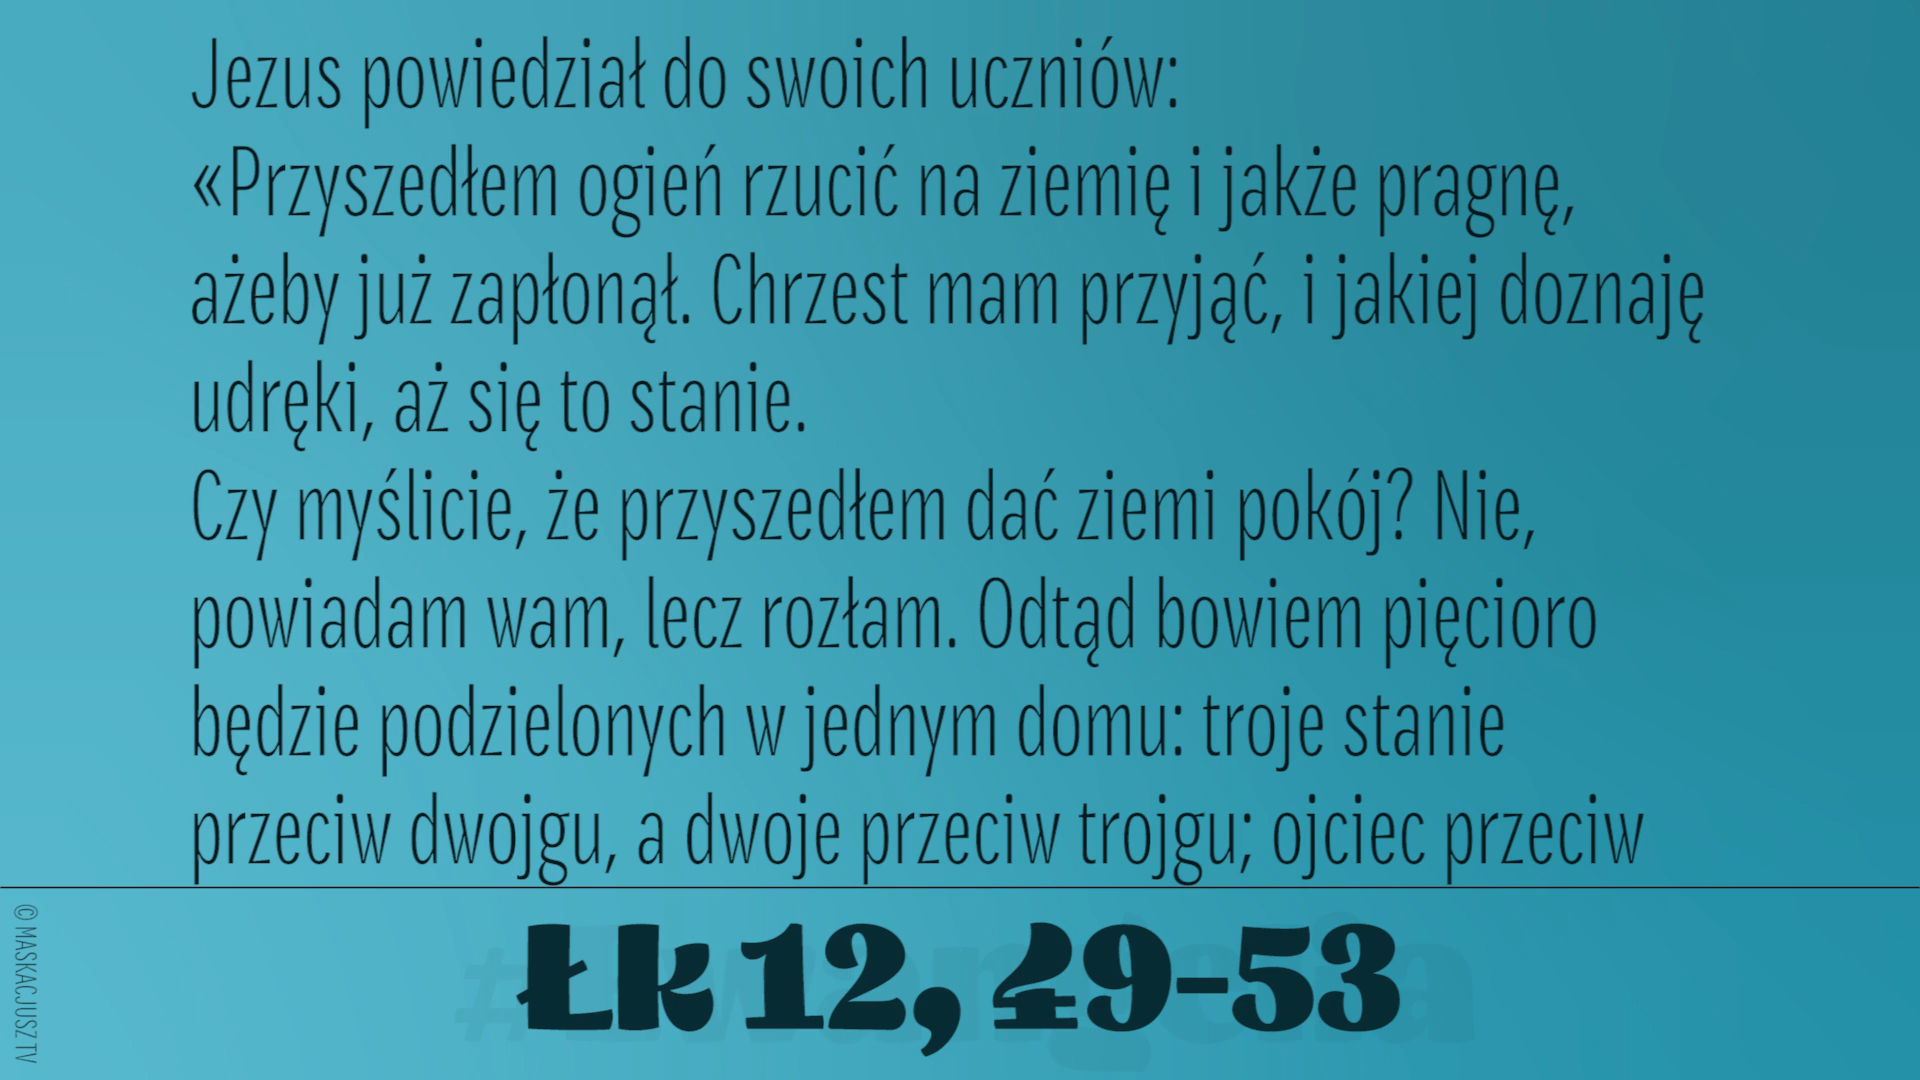 Jezus powiedział do swoich uczniów:
«Przyszedłem ogień rzucić na ziemię i jakże pragnę,
ażeby już zapłonął. Chrzest mam przyjąć, i jakiej doznaję
udręki, aż się to stanie.
Czy myślicie, że przyszedłem dać ziemi pokój? Nie,
powiadam wam, lecz rozłam. Odtąd bowiem pięcioro
będzie podzielonych w jednym domu: troje stanie
przeciw dwojgu, a dwoje przeciw trojgu; ojciec przeciw
Łk 12, 49-53
© MASKACJUSZ TV